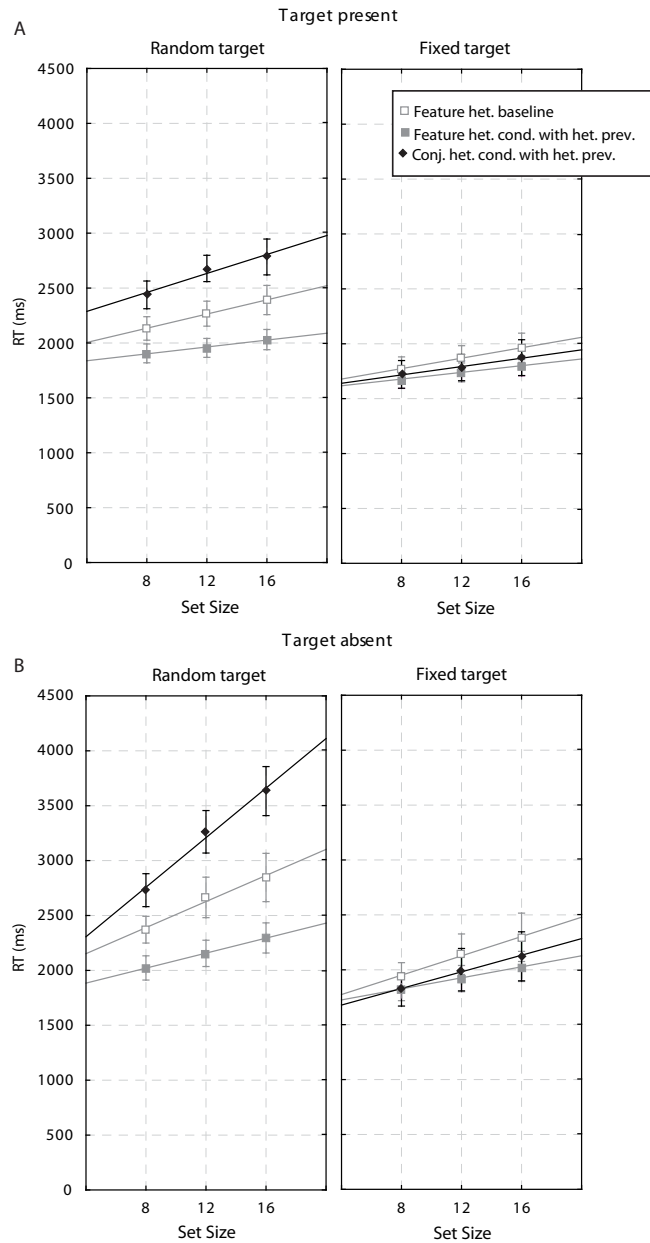 Target present
A
Random target
Fixed target
4500
4000
3500
3000
2500
2000
1500
1000
500
0
RT (ms)
Feature het. baseline
Feature het. cond. with het. prev.
Conj. het. cond. with het. prev.
8 12 16
8 12 16
Set Size
Set Size
Target absent
B
Random target
Fixed target
4500
4000
3500
3000
2500
2000
1500
1000
500
0
RT (ms)
8 12 16
8 12 16
Set Size
Set Size